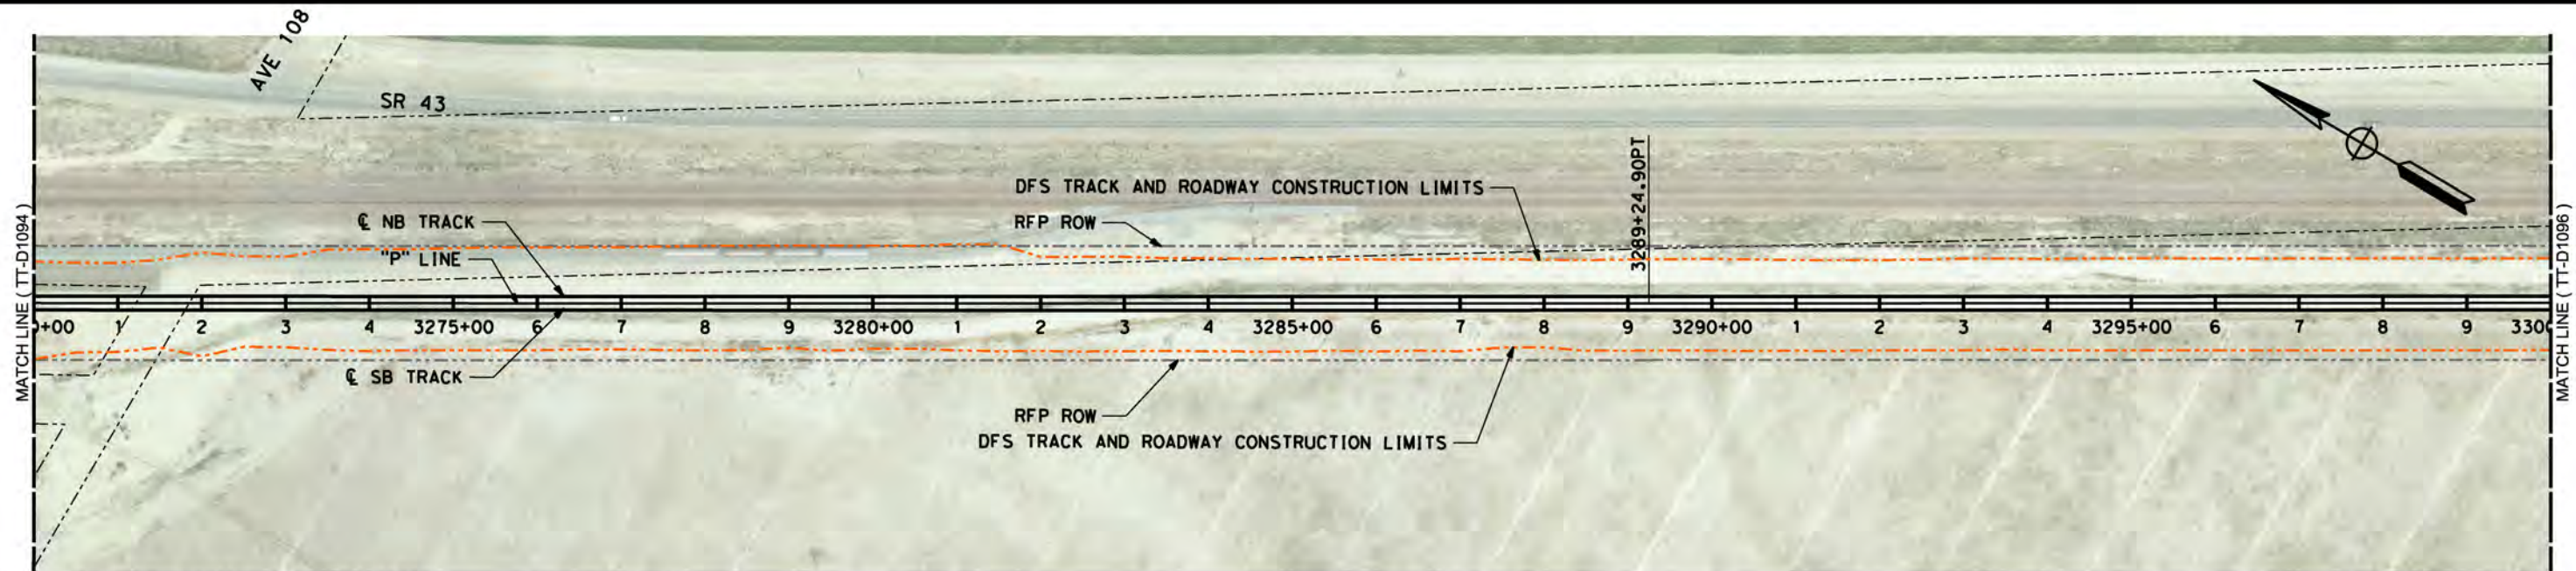 AVE 108
SR 43
DFS TRACK AND ROADWAY CONSTRUCTION LIMITS
RFP ROW
3289+24.90PT
℄ NB TRACK
"P" LINE
MATCH LINE ( TT-D1094 )
MATCH LINE ( TT-D1096 )
+00 1 2 3 4 3275+00 6 7 8 9 3280+00 1 2 3 4 3285+00 6 7 8 9 3290+00 1 2 3 4 3295+00 6 7 8 9 330
℄ SB TRACK
RFP ROW
DFS TRACK AND ROADWAY CONSTRUCTION LIMITS